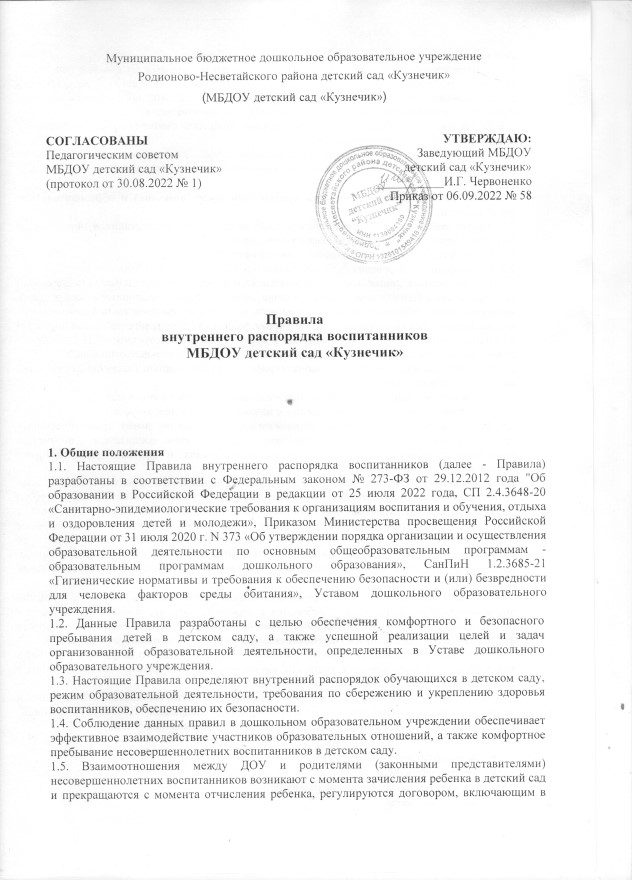 Муниципальное бюджетное дошкольное образовательное учреждение
Родионово-Несветайского района детский сад «Кузнечик»
(МБДОУ детский сад «Кузнечик»)
СОГЛАСОВАНЫ
Педагогическим советом
МБДОУ детский сад «Кузнечик»
(протокол от 30.08.2022 № 1)
УТВЕРЖДАЮ:
Заведующий МБДОУ
детский сад «Кузнечик»
И.Г. Червоненко
Приказ от 06.09.2022 № 58
МБДОУ
детский сад
"Кузнечик"
Правила
внутреннего распорядка воспитанников
МБДОУ детский сад «Кузнечик»
1. Общие положения
1.1. Настоящие Правила внутреннего распорядка воспитанников (далее - Правила)
разработаны в соответствии с Федеральным законом № 273-ФЗ от 29.12.2012 года "Об
образовании в Российской Федерации в редакции от 25 июля 2022 года, СП 2.4.3648-20
«Санитарно-эпидемиологические требования к организациям воспитания и обучения, отдыха
и оздоровления детей и молодежи», Приказом Министерства просвещения Российской
Федерации от 31 июля 2020 г. N 373 «Об утверждении порядка организации и осуществления
образовательной деятельности по основным общеобразовательным программам -
образовательным программам дошкольного образования», СанПиН 1.2.3685-21
«Гигиенические нормативы и требования к обеспечению безопасности и (или) безвредности
для человека факторов среды обитания», Уставом дошкольного образовательного
учреждения.
1.2. Данные Правила разработаны с целью обеспечения комфортного и безопасного
пребывания детей в детском саду, а также успешной реализации целей и задач
организованной образовательной деятельности, определенных в Уставе дошкольного
образовательного учреждения.
1.3. Настоящие Правила определяют внутренний распорядок обучающихся в детском саду,
режим образовательной деятельности, требования по сбережению и укреплению здоровья
воспитанников, обеспечению их безопасности.
1.4. Соблюдение данных правил в дошкольном образовательном учреждении обеспечивает
эффективное взаимодействие участников образовательных отношений, а также комфортное
пребывание несовершеннолетних воспитанников в детском саду.
1.5. Взаимоотношения между ДОУ и родителями (законными представителями)
несовершеннолетних воспитанников возникают с момента зачисления ребенка в детский сад
и прекращаются с момента отчисления ребенка, регулируются договором, включающим в